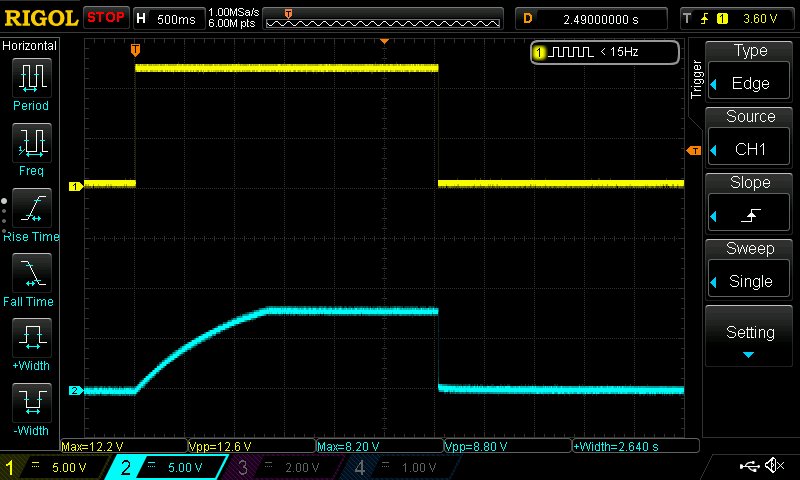 RIGOL STOP H 500ms 1.00MSa/s 6.00M pts D 2.49000000 s T 1 3.60 V
Horizontal
Period
Freq
Rise Time
Fall Time
+Width
-Width
T
1 < 15Hz
1
2
T
Trigger
Type
Edge
Source
CH1
Slope
Sweep
Single
Setting
Max=12.2 V Vpp=12.6 V Max=8.20 V Vpp=8.80 V +Width=2.640 s
1 5.00 V 2 5.00 V 3 2.00 V 4 1.00 V